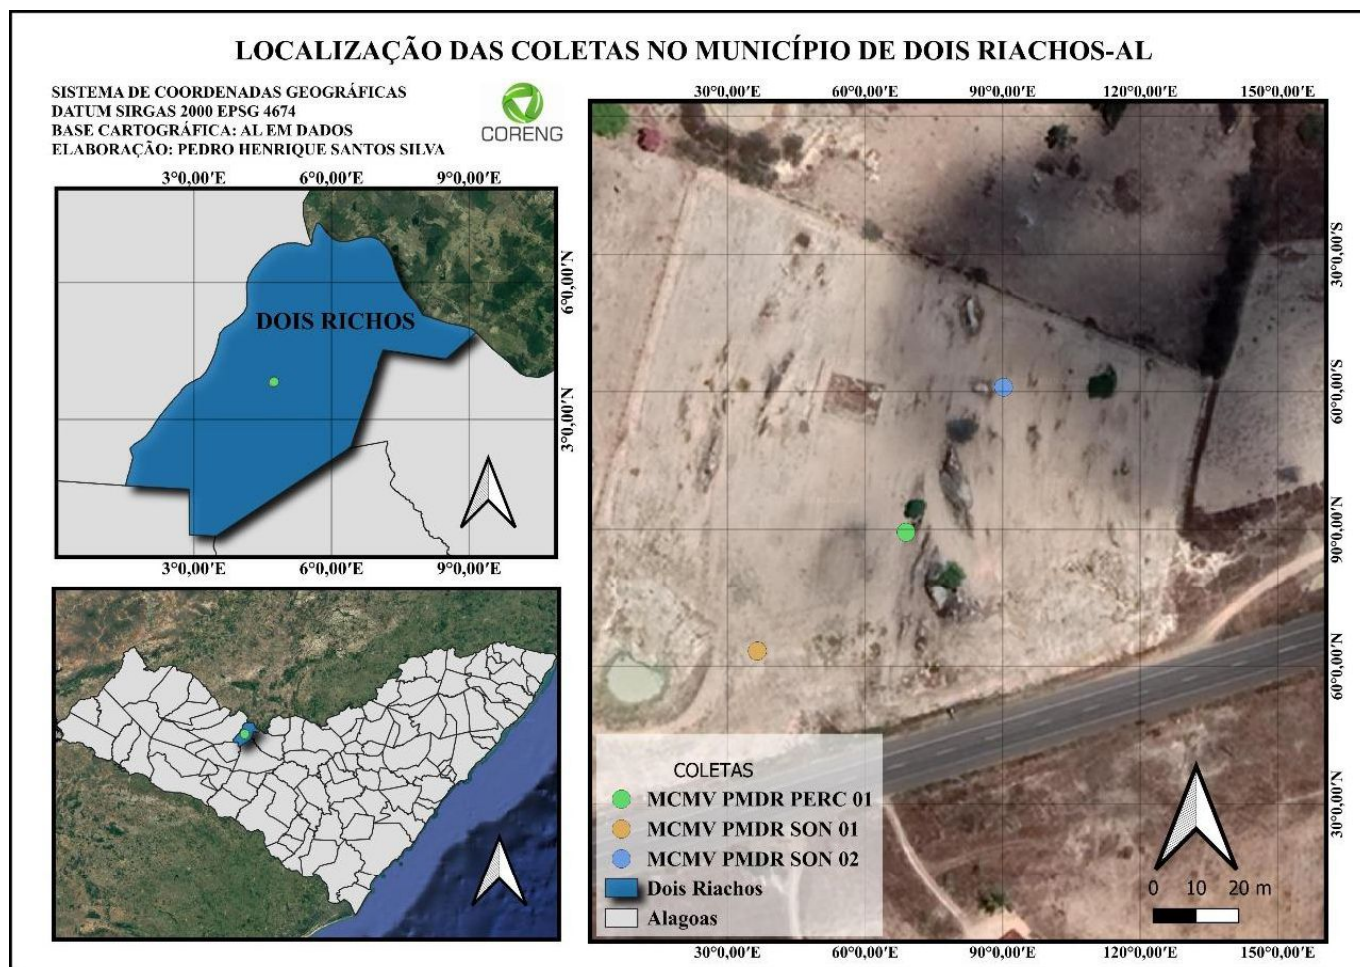 LOCALIZAÇÃO DAS COLETAS NO MUNICÍPIO DE DOIS RIACHOS-AL
SISTEMA DE COORDENADAS GEOGRÁFICAS
DATUM SIRGAS 2000 EPSG 4674
BASE CARTOGRÁFICA: AL EM DADOS
ELABORAÇÃO: PEDRO HENRIQUE SANTOS SILVA
CORENG
3°0,00'E 6°0,00'E 9°0,00'E
DOIS RICHOS
6°0,00'N
3°0,00'N
3°0,00'E 6°0,00'E 9°0,00'E
30°0,00'E 60°0,00'E 90°0,00'E 120°0,00'E 150°0,00'E
30°0,00'S
60°0,00'S
90°0,00'N
60°0,00'N
30°0,00'N
COLETAS
MCMV PMDR PERC 01
MCMV PMDR SON 01
MCMV PMDR SON 02
Dois Riachos
Alagoas
0 10 20 m
30°0,00'E 60°0,00'E 90°0,00'E 120°0,00'E 150°0,00'E